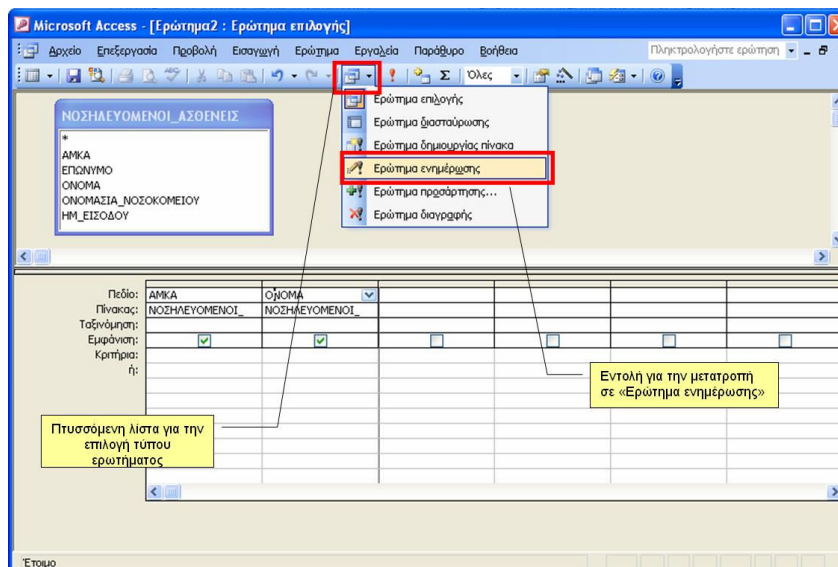 Microsoft Access - [Ερώτημα2 : Ερώτημα επιλογής]
Αρχείο Επεξεργασία Προβολή Εισαγωγή Ερώτημα Εργαλεία Παράθυρο Βοήθεια Πληκτρολογήστε ερώτηση
Όλες
Ερώτημα επιλογής
Ερώτημα διασταύρωσης
Ερώτημα δημιουργίας πίνακα
Ερώτημα ενημέρωσης
Ερώτημα προσάρτησης...
Ερώτημα διαγραφής
ΝΟΣΗΛΕΥΟΜΕΝΟΙ_ΑΣΘΕΝΕΙΣ
*
ΑΜΚΑ
ΕΠΩΝΥΜΟ
ΟΝΟΜΑ
ΟΝΟΜΑΣΙΑ_ΝΟΣΟΚΟΜΕΙΟΥ
ΗΜ_ΕΙΣΟΔΟΥ
Πεδίο: ΑΜΚΑ ΟΝΟΜΑ
Πίνακας: ΝΟΣΗΛΕΥΟΜΕΝΟΙ_ ΝΟΣΗΛΕΥΟΜΕΝΟΙ_
Ταξινόμηση:
Εμφάνιση:
Κριτήρια:
ή:
Εντολή για την μετατροπή
σε «Ερώτημα ενημέρωσης»
Πτυσσόμενη λίστα για την
επιλογή τύπου
ερωτήματος
Έτοιμο